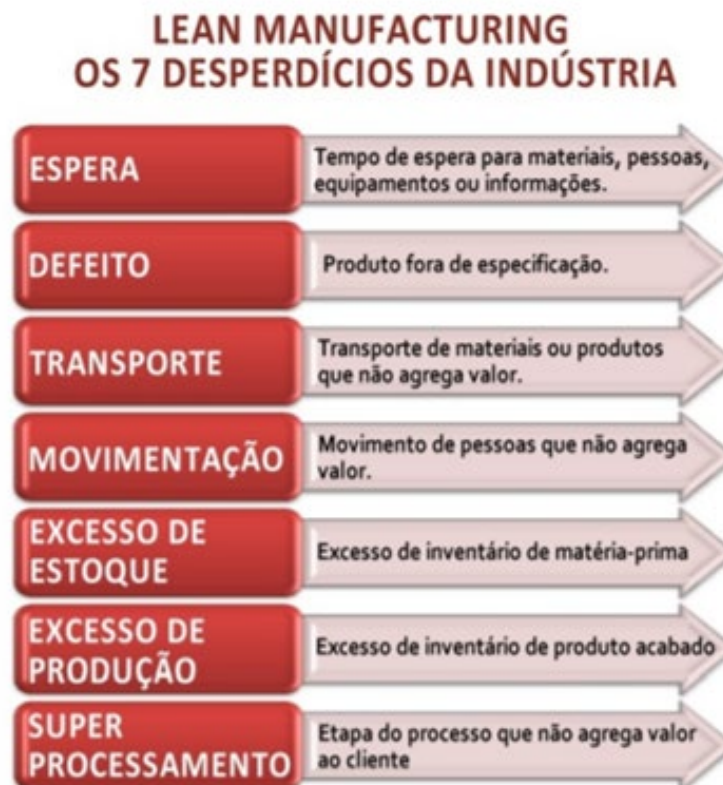 LEAN MANUFACTURING
OS 7 DESPERDÍCIOS DA INDÚSTRIA
ESPERA
Tempo de espera para materiais, pessoas,
equipamentos ou informações.
DEFEITO
Produto fora de especificação.
TRANSPORTE
Transporte de materiais ou produtos
que não agrega valor.
MOVIMENTAÇÃO
Movimento de pessoas que não agrega
valor.
EXCESSO DE
ESTOQUE
Excesso de inventário de matéria-prima
EXCESSO DE
PRODUÇÃO
Excesso de inventário de produto acabado
SUPER
PROCESSAMENTO
Etapa do processo que não agrega valor
ao cliente